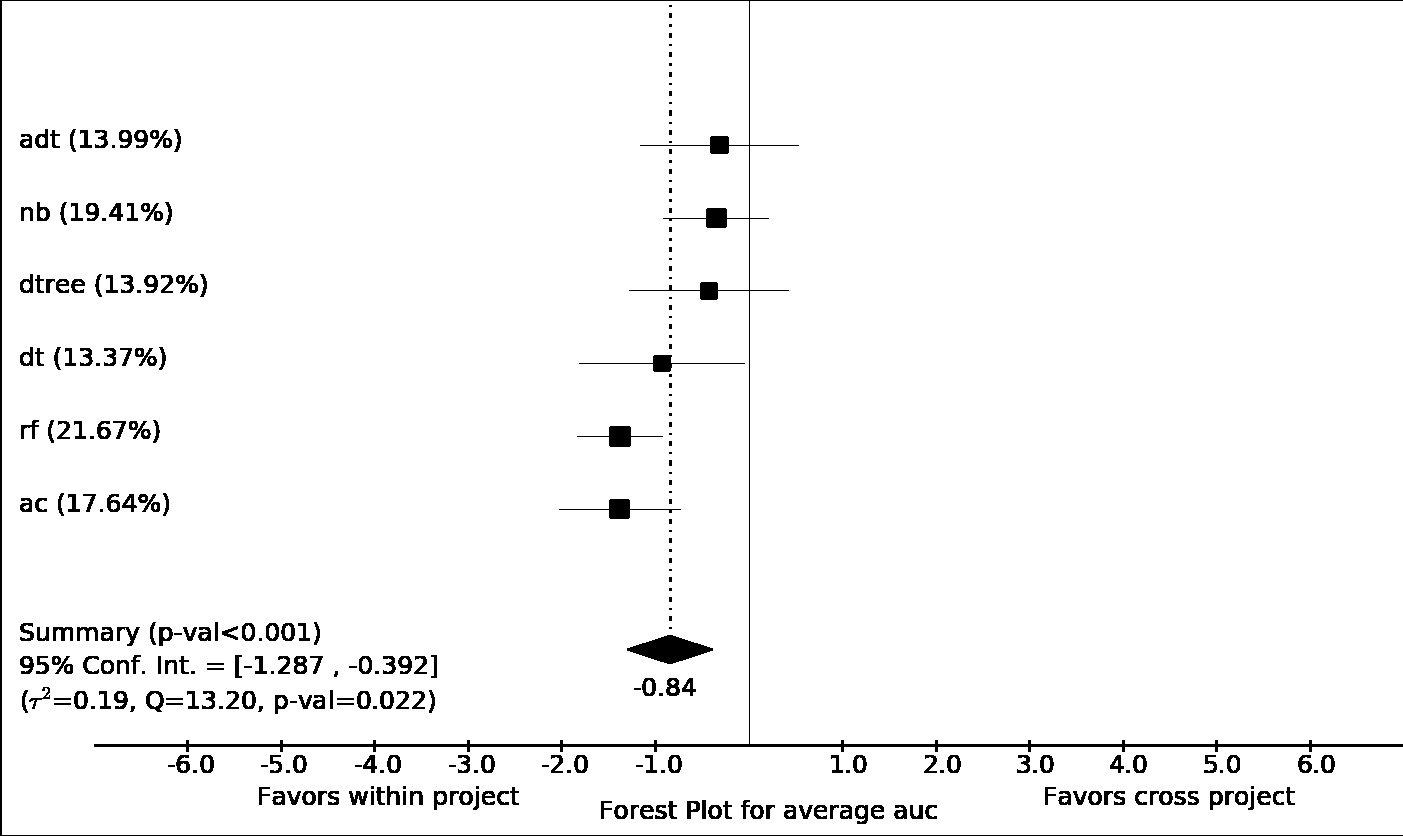 adt (13.99%)
nb (19.41%)
dtree (13.92%)
dt (13.37%)
rf (21.67%)
ac (17.64%)
Summary (p-val<0.001)
95% Conf. Int. = [-1.287 , -0.392]
(τ²=0.19, Q=13.20, p-val=0.022)
-0.84
-6.0 -5.0 -4.0 -3.0 -2.0 -1.0 1.0 2.0 3.0 4.0 5.0 6.0
Favors within project Favors cross project
Forest Plot for average auc